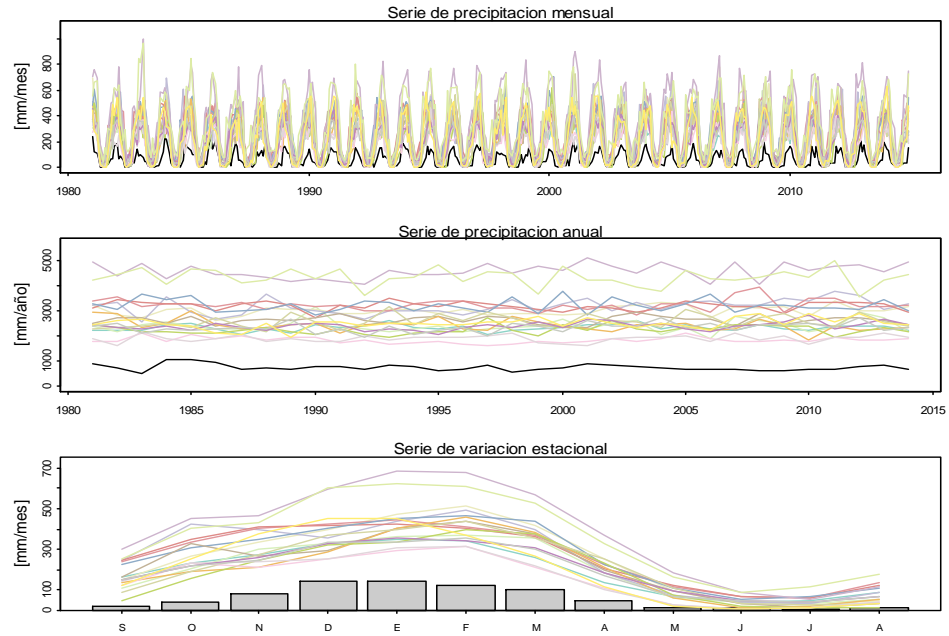 Serie de precipitacion mensual
[mm/mes]
800
600
400
200
0
1980 1990 2000 2010
Serie de precipitacion anual
[mm/año]
5000
3000
1000
0
1980 1985 1990 1995 2000 2005 2010 2015
Serie de variacion estacional
[mm/mes]
700
500
300
100
0
S O N D E F M A M J J A